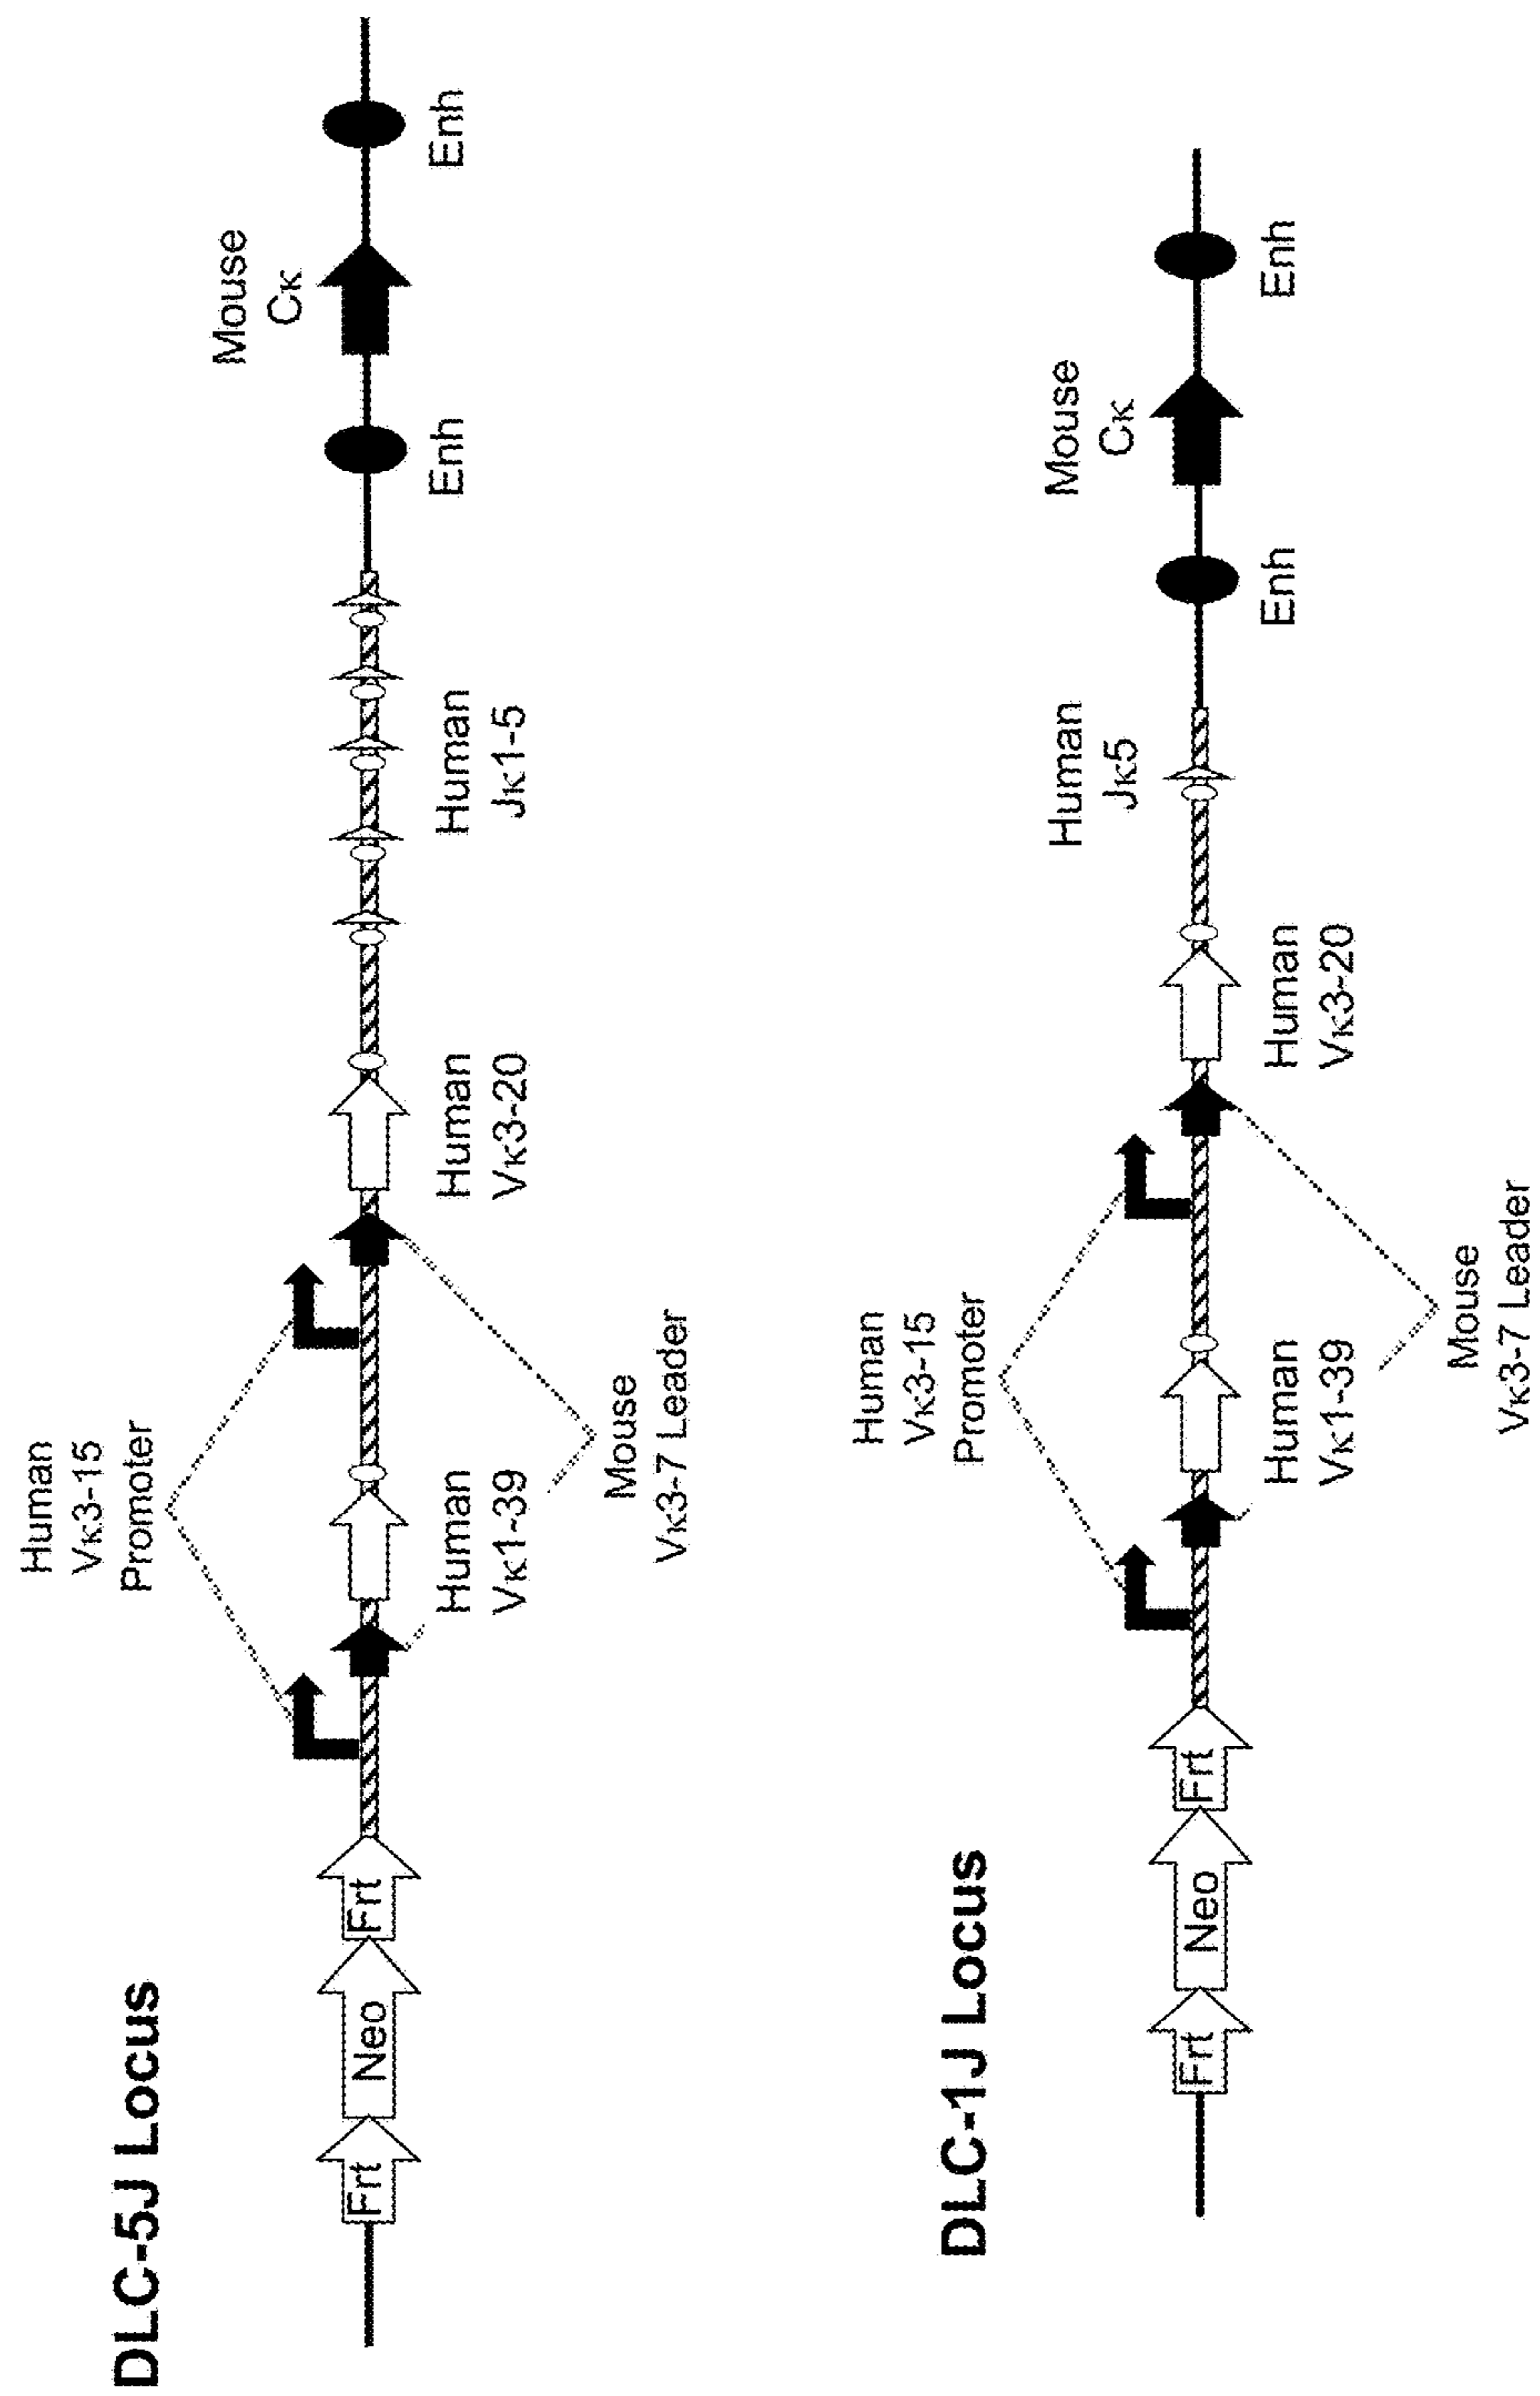 DLC-5J Locus
Human
Vκ3-15
Promoter
Mouse
Cκ
Frt
Neo
Frt
Human
Vκ1-39
Human
Vκ3-20
Human
Jκ1-5
Enh
Enh
Mouse
Vκ3-7 Leader
DLC-1J Locus
Human
Vκ3-15
Promoter
Human
Jκ5
Mouse
Cκ
Frt
Neo
Frt
Human
Vκ1-39
Human
Vκ3-20
Enh
Enh
Mouse
Vκ3-7 Leader